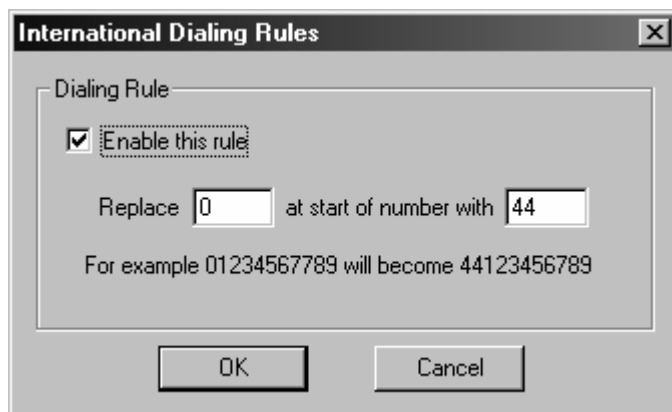 International Dialing Rules
Dialing Rule
Enable this rule
Replace 0 at start of number with 44
For example 01234567789 will become 44123456789
OK Cancel